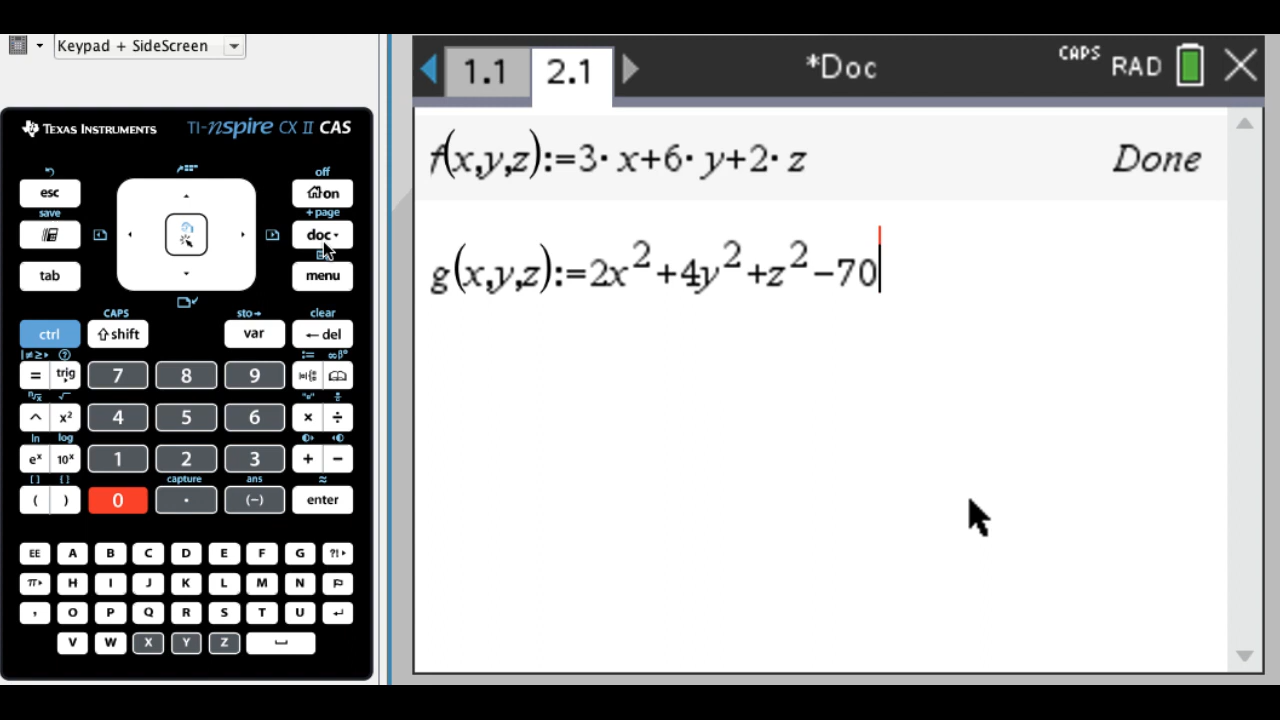 Keypad + SideScreen
TEXAS INSTRUMENTS TI-nspire CX II CAS
off
esc on
save + page
doc
tab menu
CAPS sto→ clear
ctrl ⇧shift var ← del
|≠≥▸ ? := ∞β°
= trig 7 8 9
ⁿ√x √
^ x² 4 5 6 × ÷
ln log
eˣ 10ˣ 1 2 3 + −
[ ] { } capture ans ≈
( ) 0 . (−) enter
EE A B C D E F G ?!▸
π▸ H I J K L M N
, O P Q R S T U ↵
V W X Y Z
1.1 2.1 *Doc CAPS RAD
f(x,y,z):=3· x+6· y+2· z Done
g(x,y,z):=2x²+4y²+z²−70